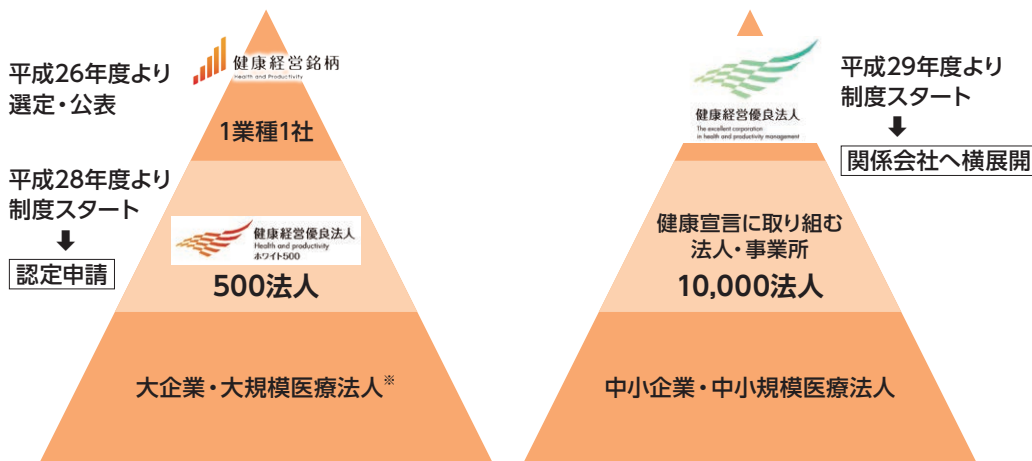 平成26年度より
選定・公表
健康経営銘柄
Health and Productivity
1業種1社
平成28年度より
制度スタート
認定申請
健康経営優良法人
Health and productivity
ホワイト500
500法人
大企業・大規模医療法人※
健康経営優良法人
The excellent corporation
in health and productivity management
平成29年度より
制度スタート
関係会社へ横展開
健康宣言に取り組む
法人・事業所
10,000法人
中小企業・中小規模医療法人